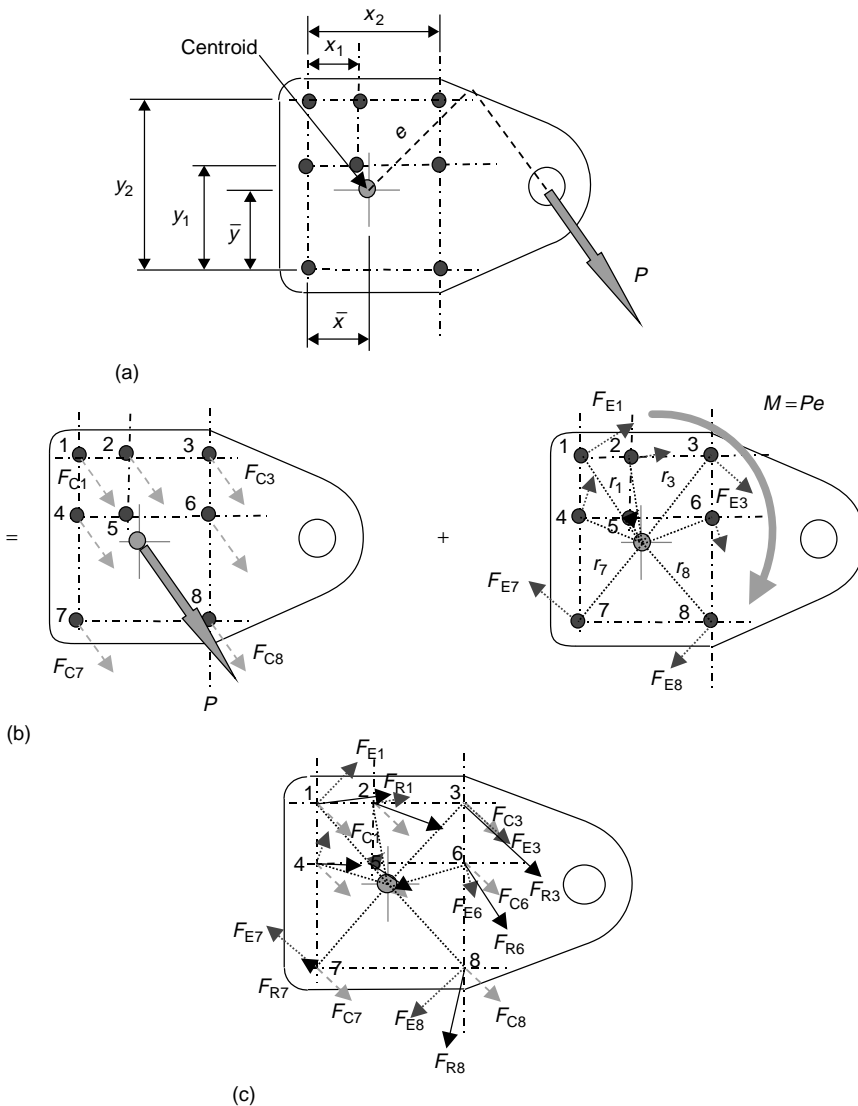 x2
x1
Centroid
e
y2
y1
y̅
P
x̅
(a)
FE1
M = Pe
1 2 3
FC1
FC3
4 5 6
7 8
FC7
FC8
P
=
+
1 2 3
r1 r3
FE3
4 5 6
FE7
r7 r8
7 8
FE8
(b)
FE1
FR1
1 2 3
FC1
FC3
FE3
4 5 6
FE6
FC6
FR3
FR6
FE7
7 8
FR7
FC7
FE8
FC8
FR8
(c)